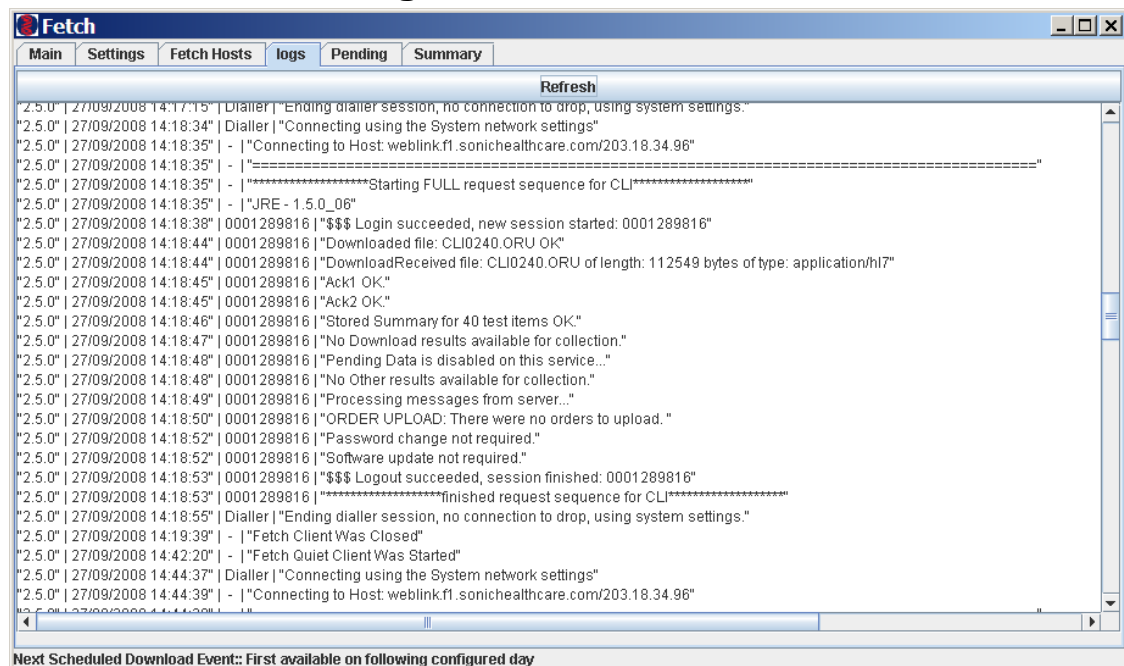 Fetch
Main Settings Fetch Hosts logs Pending Summary
Refresh
"2.5.0" | 27/09/2008 14:17:15" | Dialler | "Ending dialler session, no connection to drop, using system settings."
"2.5.0" | 27/09/2008 14:18:34" | Dialler | "Connecting using the System network settings"
"2.5.0" | 27/09/2008 14:18:35" | - | "Connecting to Host: weblink.f1.sonichealthcare.com/203.18.34.96"
"2.5.0" | 27/09/2008 14:18:35" | - | "=========================================================================================="
"2.5.0" | 27/09/2008 14:18:35" | - | "*******************Starting FULL request sequence for CLI*******************"
"2.5.0" | 27/09/2008 14:18:35" | - | "JRE - 1.5.0_06"
"2.5.0" | 27/09/2008 14:18:38" | 0001289816 | "$$$ Login succeeded, new session started: 0001289816"
"2.5.0" | 27/09/2008 14:18:44" | 0001289816 | "Downloaded file: CLI0240.ORU OK"
"2.5.0" | 27/09/2008 14:18:44" | 0001289816 | "DownloadReceived file: CLI0240.ORU of length: 112549 bytes of type: application/hl7"
"2.5.0" | 27/09/2008 14:18:45" | 0001289816 | "Ack1 OK."
"2.5.0" | 27/09/2008 14:18:45" | 0001289816 | "Ack2 OK."
"2.5.0" | 27/09/2008 14:18:46" | 0001289816 | "Stored Summary for 40 test items OK."
"2.5.0" | 27/09/2008 14:18:47" | 0001289816 | "No Download results available for collection."
"2.5.0" | 27/09/2008 14:18:48" | 0001289816 | "Pending Data is disabled on this service..."
"2.5.0" | 27/09/2008 14:18:48" | 0001289816 | "No Other results available for collection."
"2.5.0" | 27/09/2008 14:18:49" | 0001289816 | "Processing messages from server..."
"2.5.0" | 27/09/2008 14:18:50" | 0001289816 | "ORDER UPLOAD: There were no orders to upload. "
"2.5.0" | 27/09/2008 14:18:52" | 0001289816 | "Password change not required."
"2.5.0" | 27/09/2008 14:18:52" | 0001289816 | "Software update not required."
"2.5.0" | 27/09/2008 14:18:53" | 0001289816 | "$$$ Logout succeeded, session finished: 0001289816"
"2.5.0" | 27/09/2008 14:18:53" | 0001289816 | "*******************finished request sequence for CLI*******************"
"2.5.0" | 27/09/2008 14:18:55" | Dialler | "Ending dialler session, no connection to drop, using system settings."
"2.5.0" | 27/09/2008 14:19:39" | - | "Fetch Client Was Closed"
"2.5.0" | 27/09/2008 14:42:20" | - | "Fetch Quiet Client Was Started"
"2.5.0" | 27/09/2008 14:44:37" | Dialler | "Connecting using the System network settings"
"2.5.0" | 27/09/2008 14:44:39" | - | "Connecting to Host: weblink.f1.sonichealthcare.com/203.18.34.96"
Next Scheduled Download Event:: First available on following configured day